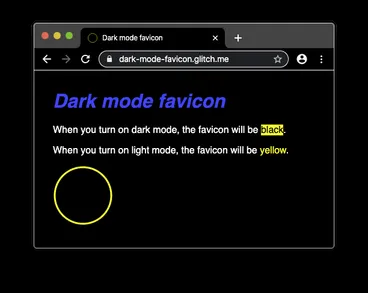 Dark mode favicon
dark-mode-favicon.glitch.me
Dark mode favicon
When you turn on dark mode, the favicon will be black.
When you turn on light mode, the favicon will be yellow.